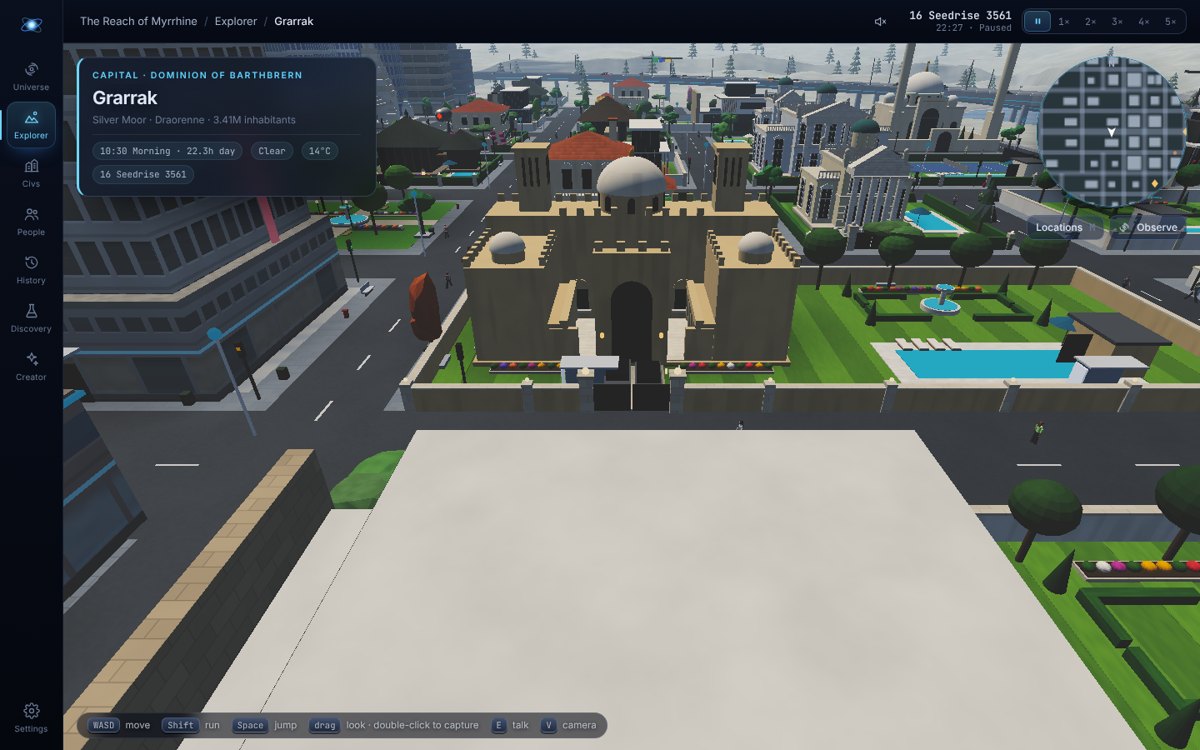 The Reach of Myrrhine / Explorer / Grarrak
16 Seedrise 3561
22:27 · Paused
1× 2× 3× 4× 5×
Universe
Explorer
Civs
People
History
Discovery
Creator
Settings
CAPITAL · DOMINION OF BARTHBRERN
Grarrak
Silver Moor · Draorenne · 3.41M inhabitants
10:30 Morning · 22.3h day Clear 14°C
16 Seedrise 3561
N
Locations M Observe
WASD move Shift run Space jump drag look · double-click to capture E talk V camera